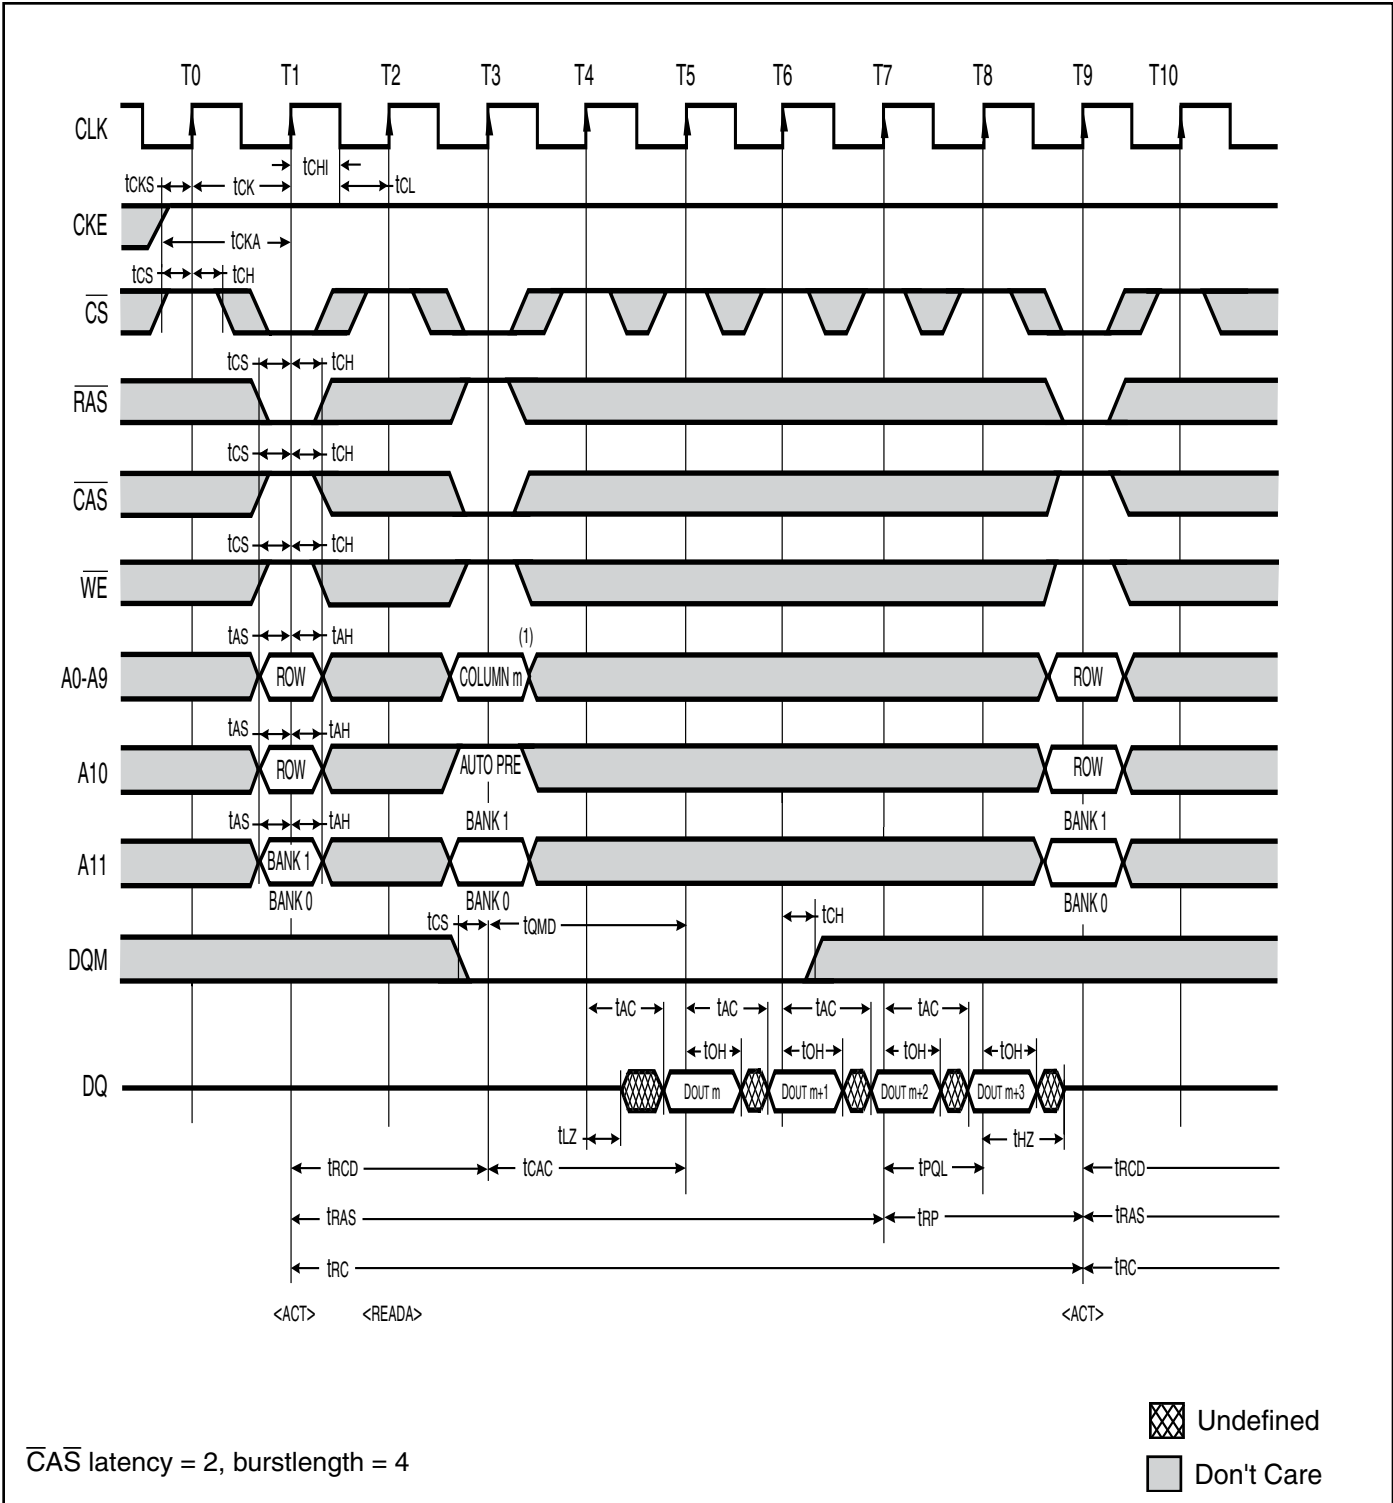 T0 T1 T2 T3 T4 T5 T6 T7 T8 T9 T10
CLK
tCHI
tCKS tCK tCL
CKE
tCKA
tCS tCH
CS
tCS tCH
RAS
tCS tCH
CAS
tCS tCH
WE
tAS tAH (1)
A0-A9 ROW COLUMN m ROW
tAS tAH
A10 ROW AUTO PRE ROW
tAS tAH BANK 1 BANK 1
A11 BANK 1
BANK 0 BANK 0 BANK 0
tCS tQMD tCH
DQM
tAC tAC tAC tAC
tOH tOH tOH tOH
DQ DOUT m DOUT m+1 DOUT m+2 DOUT m+3
tLZ tHZ
tRCD tCAC tPQL tRCD
tRAS tRP tRAS
tRC tRC
<ACT> <READA> <ACT>
Undefined
CAS latency = 2, burstlength = 4
Don't Care